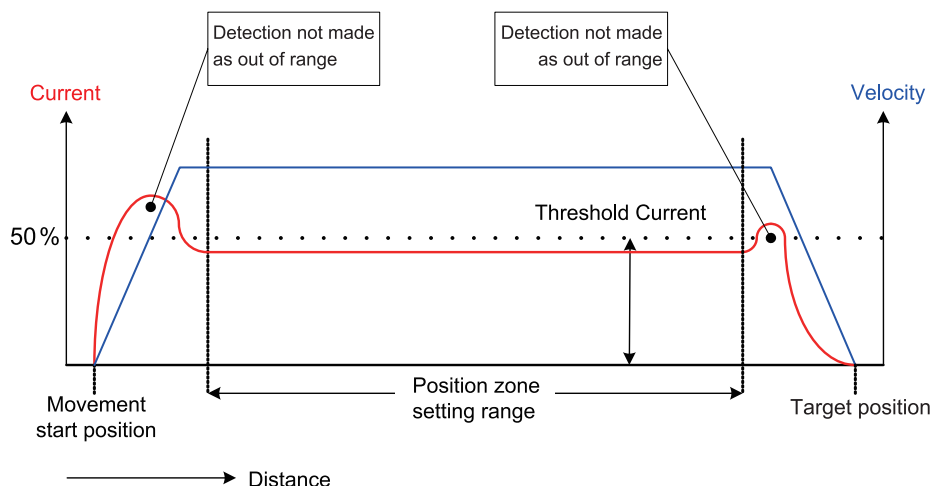 Detection not made
as out of range
Detection not made
as out of range
Current
Velocity
Threshold Current
50 %
Position zone
setting range
Movement
start position
Target position
Distance